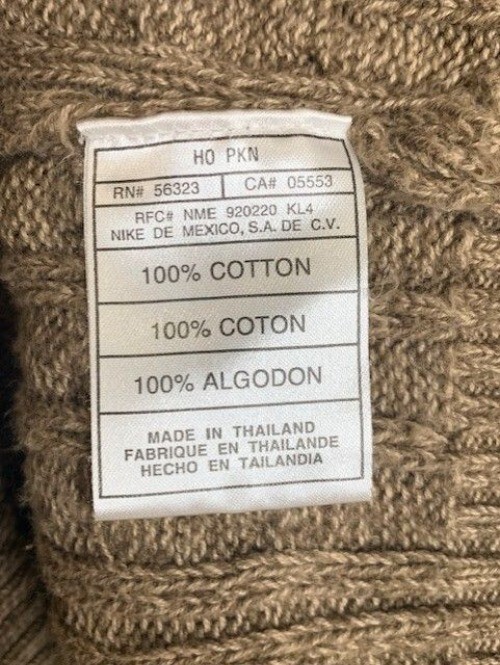 HO PKN
RN# 56323 CA# 05553
RFC# NME 920220 KL4
NIKE DE MEXICO, S.A. DE C.V.
100% COTTON
100% COTON
100% ALGODON
MADE IN THAILAND
FABRIQUE EN THAILANDE
HECHO EN TAILANDIA